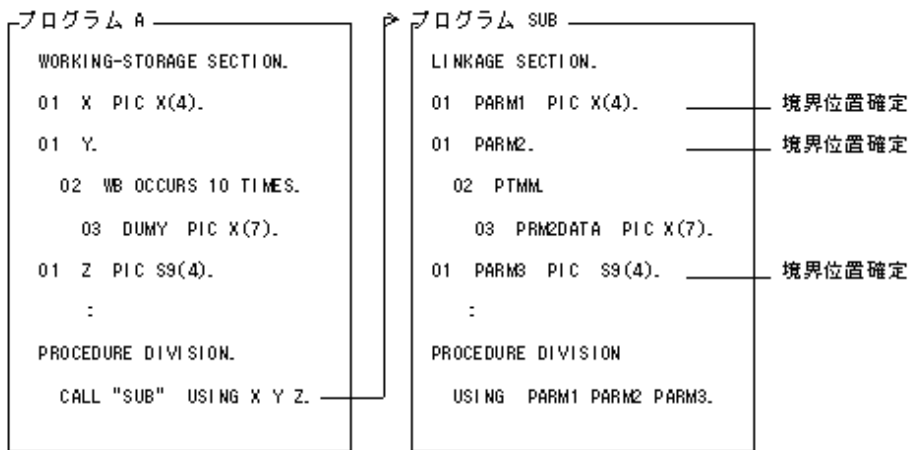 プログラム A
WORKING-STORAGE SECTION.
01 X PIC X(4).
01 Y.
02 WB OCCURS 10 TIMES.
03 DUMY PIC X(7).
01 Z PIC S9(4).
:
PROCEDURE DIVISION.
CALL "SUB" USING X Y Z.
プログラム SUB
LINKAGE SECTION.
01 PARM1 PIC X(4). 境界位置確定
01 PARM2. 境界位置確定
02 PTMM.
03 PRM2DATA PIC X(7).
01 PARM3 PIC S9(4). 境界位置確定
:
PROCEDURE DIVISION
USING PARM1 PARM2 PARM3.